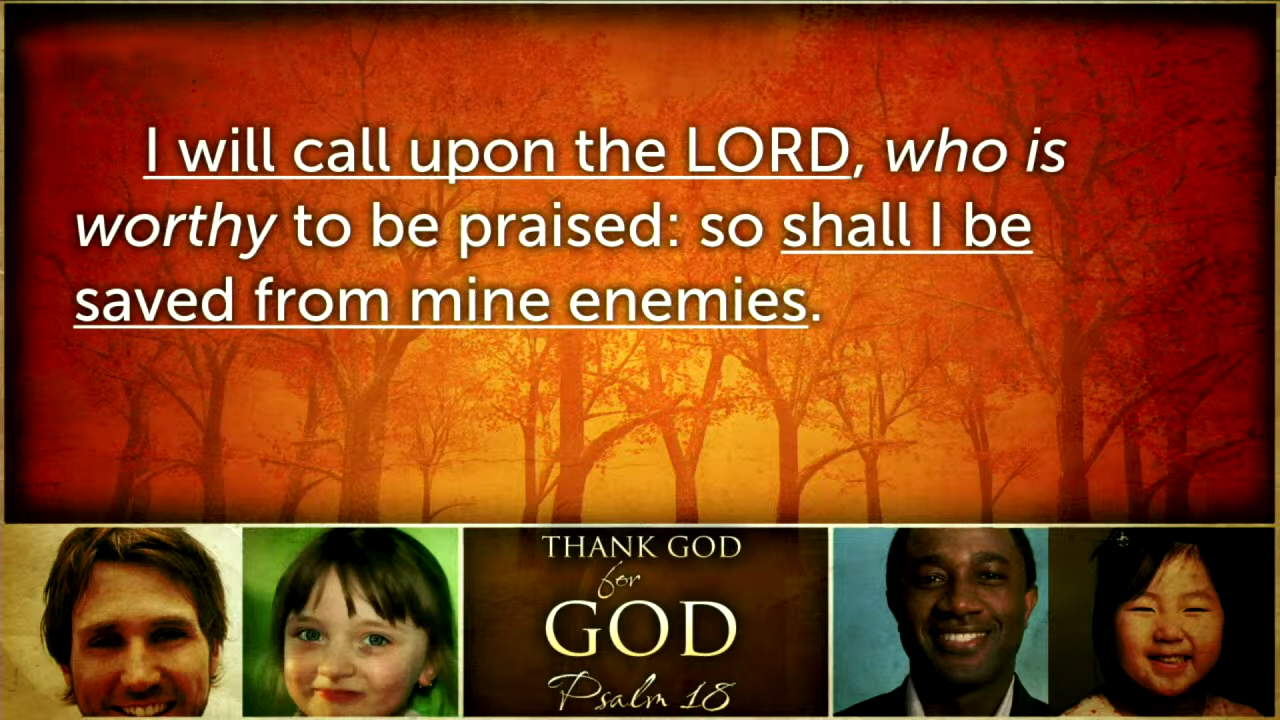 I will call upon the LORD, who is
worthy to be praised: so shall I be
saved from mine enemies.
THANK GOD
for
GOD
Psalm 18